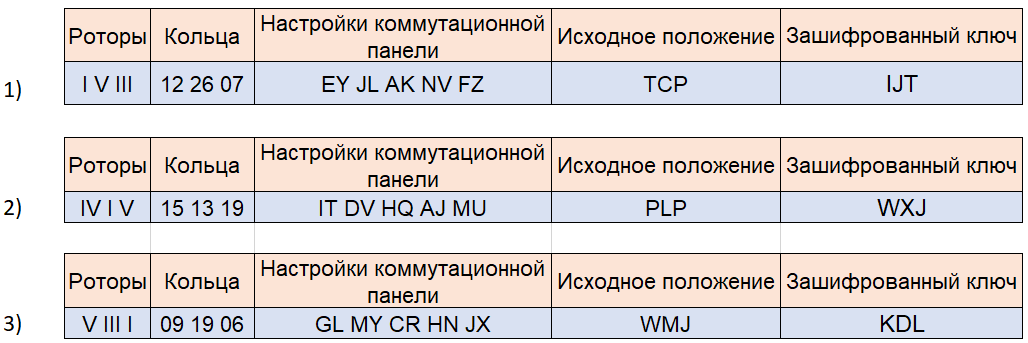 Роторы Кольца Настройки коммутационной панели Исходное положение Зашифрованный ключ
1) I V III 12 26 07 EY JL AK NV FZ TCP IJT
Роторы Кольца Настройки коммутационной панели Исходное положение Зашифрованный ключ
2) IV I V 15 13 19 IT DV HQ AJ MU PLP WXJ
Роторы Кольца Настройки коммутационной панели Исходное положение Зашифрованный ключ
3) V III I 09 19 06 GL MY CR HN JX WMJ KDL